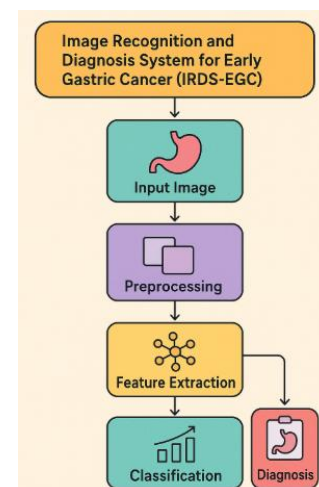 Image Recognition and
Diagnosis System for Early
Gastric Cancer (IRDS-EGC)
Input Image
Preprocessing
Feature Extraction
Classification
Diagnosis